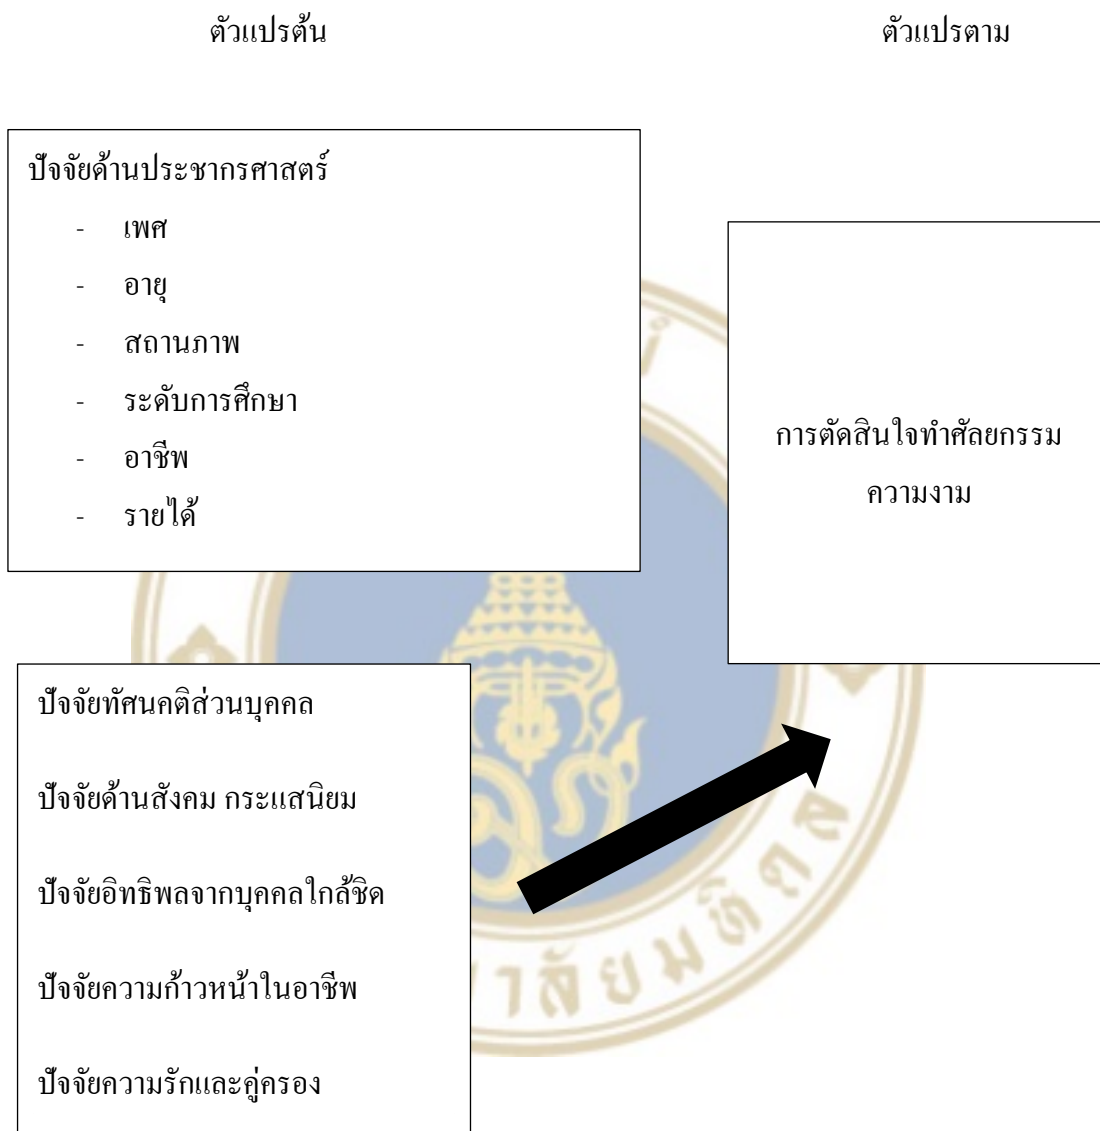 ตัวแปรต้น
ตัวแปรตาม
ปัจจัยด้านประชากรศาสตร์
- เพศ
- อายุ
- สถานภาพ
- ระดับการศึกษา
- อาชีพ
- รายได้
การตัดสินใจทำศัลยกรรม
ความงาม
ปัจจัยทัศนคติส่วนบุคคล
ปัจจัยด้านสังคม กระแสนิยม
ปัจจัยอิทธิพลจากบุคคลใกล้ชิด
ปัจจัยความก้าวหน้าในอาชีพ
ปัจจัยความรักและคู่ครอง